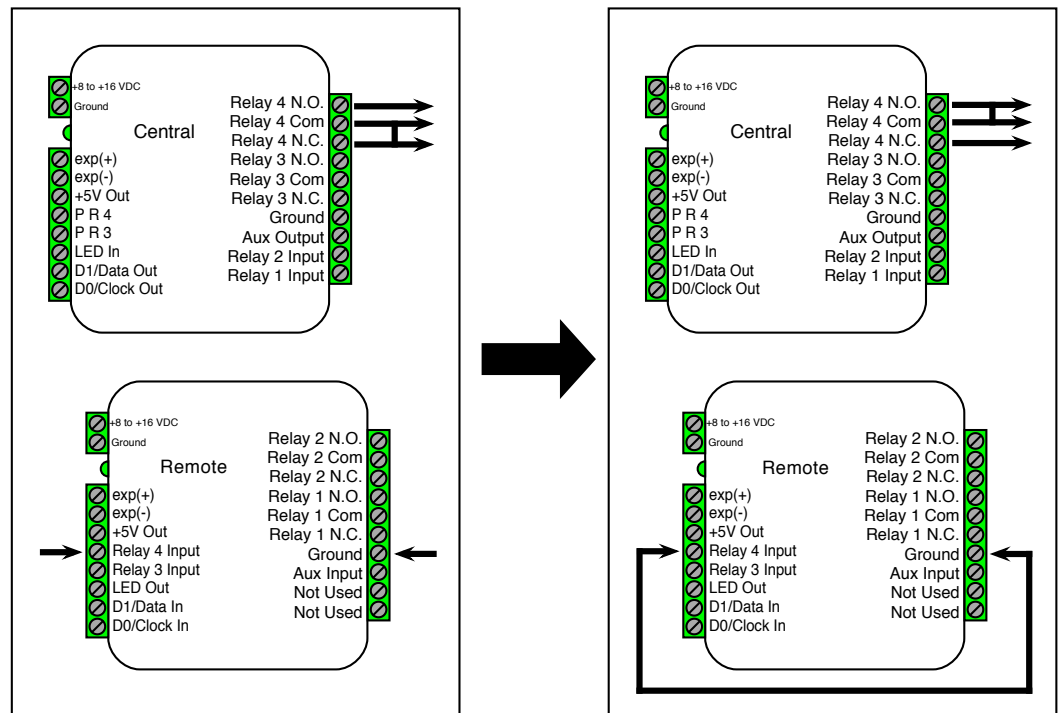 +8 to +16 VDC
Ground
Central
exp(+)
exp(-)
+5V Out
P R 4
P R 3
LED In
D1/Data Out
D0/Clock Out
Relay 4 N.O.
Relay 4 Com
Relay 4 N.C.
Relay 3 N.O.
Relay 3 Com
Relay 3 N.C.
Ground
Aux Output
Relay 2 Input
Relay 1 Input
+8 to +16 VDC
Ground
Remote
exp(+)
exp(-)
+5V Out
Relay 4 Input
Relay 3 Input
LED Out
D1/Data In
D0/Clock In
Relay 2 N.O.
Relay 2 Com
Relay 2 N.C.
Relay 1 N.O.
Relay 1 Com
Relay 1 N.C.
Ground
Aux Input
Not Used
Not Used
+8 to +16 VDC
Ground
Central
exp(+)
exp(-)
+5V Out
P R 4
P R 3
LED In
D1/Data Out
D0/Clock Out
Relay 4 N.O.
Relay 4 Com
Relay 4 N.C.
Relay 3 N.O.
Relay 3 Com
Relay 3 N.C.
Ground
Aux Output
Relay 2 Input
Relay 1 Input
+8 to +16 VDC
Ground
Remote
exp(+)
exp(-)
+5V Out
Relay 4 Input
Relay 3 Input
LED Out
D1/Data In
D0/Clock In
Relay 2 N.O.
Relay 2 Com
Relay 2 N.C.
Relay 1 N.O.
Relay 1 Com
Relay 1 N.C.
Ground
Aux Input
Not Used
Not Used